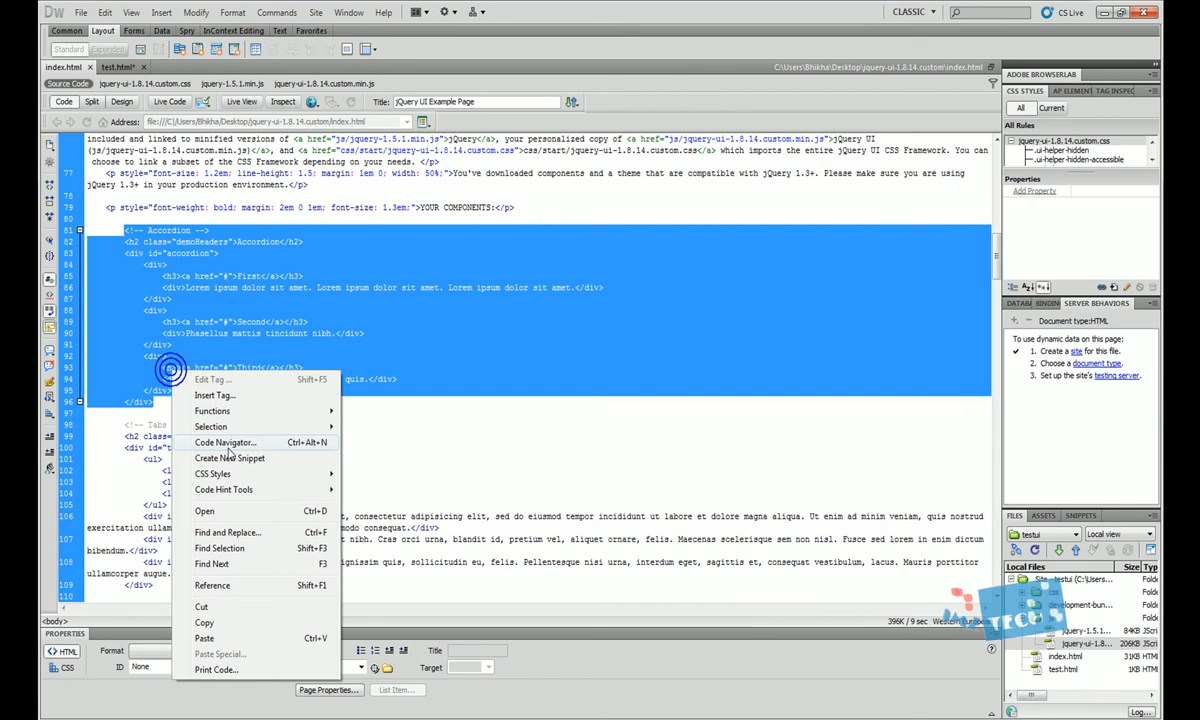 Dw File Edit View Insert Modify Format Commands Site Window Help CLASSIC CS Live
Common Layout Forms Data Spry InContext Editing Text Favorites
Standard Expanded
index.html × test.html* × C:\Users\Bhikha\Desktop\jquery-ui-1.8.14.custom\index.html
Source Code jquery-ui-1.8.14.custom.css jquery-1.5.1.min.js jquery-ui-1.8.14.custom.min.js
Code Split Design Live Code Live View Inspect Title: jQuery UI Example Page
Address: file:///C|/Users/Bhikha/Desktop/jquery-ui-1.8.14.custom/index.html
included and linked to minified versions of <a href="js/jquery-1.5.1.min.js">jQuery</a>, your personalized copy of <a href="js/jquery-ui-1.8.14.custom.min.js">jQuery UI
(js/jquery-ui-1.8.14.custom.min.js)</a>, and <a href="css/start/jquery-ui-1.8.14.custom.css">css/start/jquery-ui-1.8.14.custom.css</a> which imports the entire jQuery UI CSS Framework. You can
choose to link a subset of the CSS Framework depending on your needs. </p>
77 <p style="font-size: 1.2em; line-height: 1.5; margin: 1em 0; width: 50%;">You've downloaded components and a theme that are compatible with jQuery 1.3+. Please make sure you are
using jQuery 1.3+ in your production environment.</p>
78
79 <p style="font-weight: bold; margin: 2em 0 1em; font-size: 1.3em;">YOUR COMPONENTS:</p>
80
81 <!-- Accordion -->
82 <h2 class="demoHeaders">Accordion</h2>
83 <div id="accordion">
84 <div>
85 <h3><a href="#">First</a></h3>
86 <div>Lorem ipsum dolor sit amet. Lorem ipsum dolor sit amet. Lorem ipsum dolor sit amet.</div>
87 </div>
88 <div>
89 <h3><a href="#">Second</a></h3>
90 <div>Phasellus mattis tincidunt nibh.</div>
91 </div>
92 <div>
93 href="#">Third</a></h3>
94 quis.</div>
95 </div>
96 </div>
97
98 <!-- Tabs
99 <h2 class=
100 <div id="t
101 <ul>
102 <l
103 <l
104 <l
105 </ul>
106 <div i t, consectetur adipisicing elit, sed do eiusmod tempor incididunt ut labore et dolore magna aliqua. Ut enim ad minim veniam, quis nostrud
exercitation ullam modo consequat.</div>
107 <div i t nibh. Cras orci urna, blandit id, pretium vel, aliquet ornare, felis. Maecenas scelerisque sem non nisl. Fusce sed lorem in enim dictum
bibendum.</div>
108 <div i ignissim quis, sollicitudin eu, felis. Pellentesque nisi urna, interdum eget, sagittis et, consequat vestibulum, lacus. Mauris porttitor
ullamcorper augue.
109 </div>
110
Edit Tag... Shift+F5
Insert Tag...
Functions
Selection
Code Navigator... Ctrl+Alt+N
Create New Snippet
CSS Styles
Code Hint Tools
Open Ctrl+D
Find and Replace... Ctrl+F
Find Selection Shift+F3
Find Next F3
Reference Shift+F1
Cut
Copy
Paste Ctrl+V
Paste Special...
Print Code...
<body> 396K / 9 sec Western European
PROPERTIES
HTML Format Title
CSS ID None Target
Page Properties... List Item...
ADOBE BROWSERLAB
CSS STYLES AP ELEMEN TAG INSPEC
All Current
All Rules
jquery-ui-1.8.14.custom.css
.ui-helper-hidden
.ui-helper-hidden-accessible
Properties
Add Property
DATABA BINDIN SERVER BEHAVIORS
Document type:HTML
To use dynamic data on this page:
1. Create a site for this file.
2. Choose a document type.
3. Set up the site's testing server.
FILES ASSETS SNIPPETS
testui Local view
Local Files Size Typ
Site - testui (C:\Users... Folde
css Folde
development-bun... Folde
jquery-1.5.1... 84KB JScri
jquery-ui-1.8... 206KB JScri
index.html 31KB HTM
test.html HTM
Log...